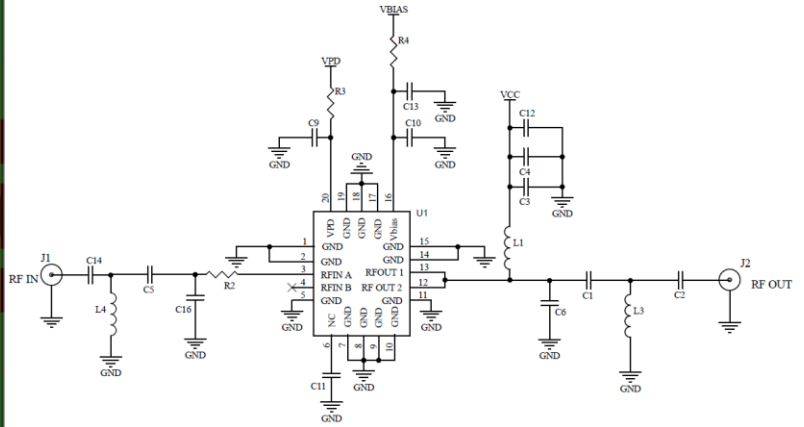 VBIAS
R4
VPD
R3
C13
GND
C9
C10
GND
GND
VCC
C12
C4
C3
GND
GND
20
19
18
17
16
U1
VPD
GND
GND
GND
Vbias
1
GND
GND
15
2
GND
GND
14
3
RFIN A
RFOUT 1
13
4
RFIN B
RF OUT 2
12
5
GND
GND
11
NC
GND
GND
GND
GND
6
7
8
9
10
GND
GND
GND
C11
GND
J1
RF IN
C14
C5
R2
L4
C16
GND
GND
L1
C6
GND
C1
L3
GND
C2
J2
RF OUT